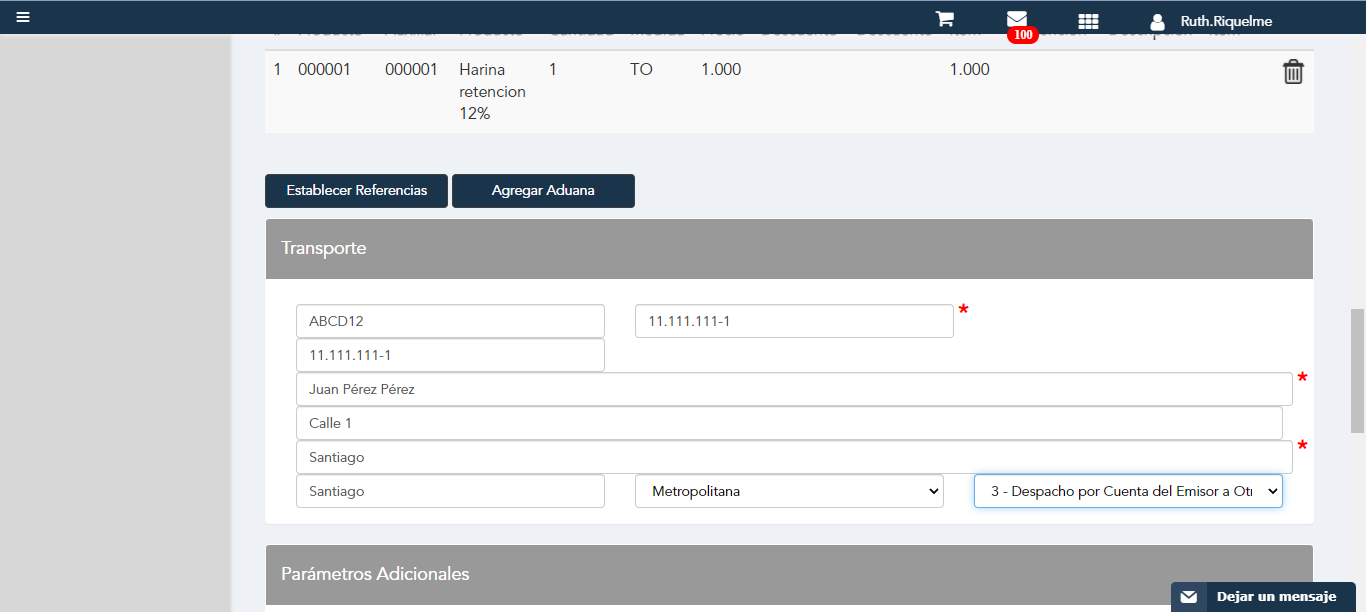 100
Ruth.Riquelme
1 000001 000001 Harina 1 TO 1.000 1.000
retencion
12%
Establecer Referencias Agregar Aduana
Transporte
ABCD12 11.111.111-1 *
11.111.111-1
Juan Pérez Pérez *
Calle 1
Santiago *
Santiago Metropolitana 3 - Despacho por Cuenta del Emisor a
Parámetros Adicionales
Dejar un mensaje